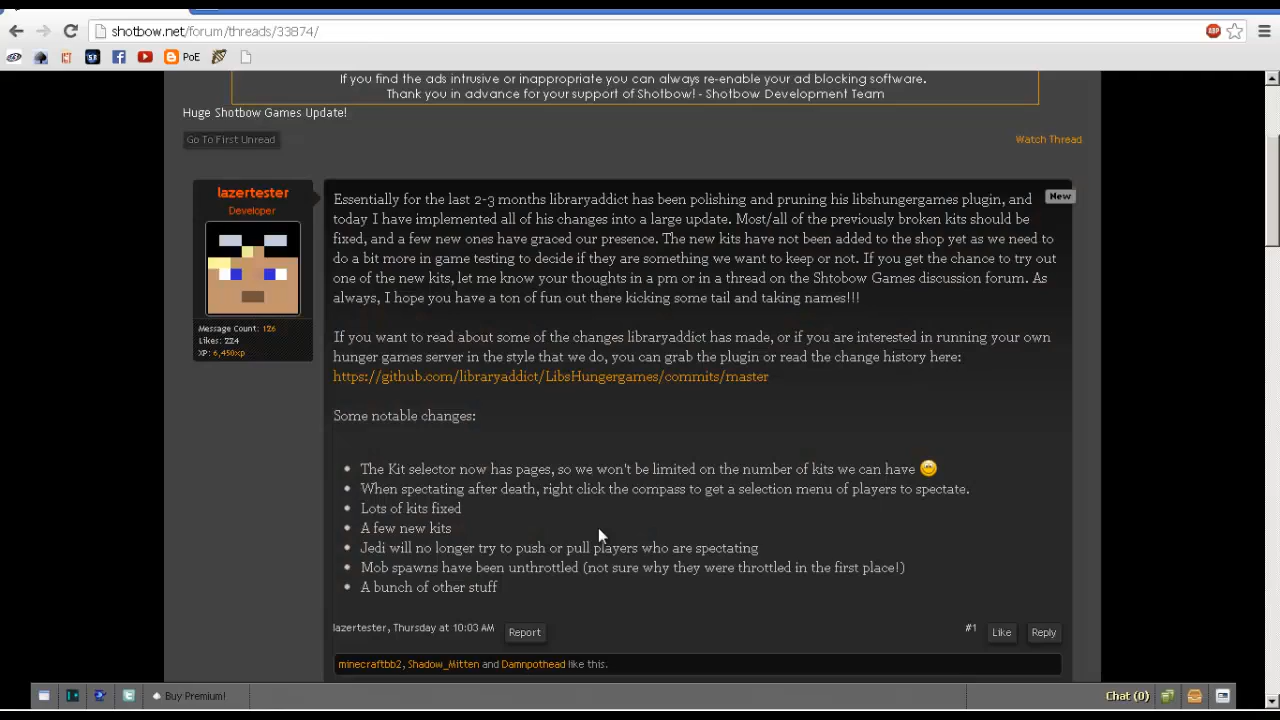 shotbow.net/forum/threads/33874/
PoE
If you find the ads intrusive or inappropriate you can always re-enable your ad blocking software.
Thank you in advance for your support of Shotbow! - Shotbow Development Team
Huge Shotbow Games Update!
Go To First Unread
Watch Thread
lazertester
Developer
Message Count: 126
Likes: 224
XP: 6,450xp
New
Essentially for the last 2-3 months libraryaddict has been polishing and pruning his libshungergames plugin, and
today I have implemented all of his changes into a large update. Most/all of the previously broken kits should be
fixed, and a few new ones have graced our presence. The new kits have not been added to the shop yet as we need to
do a bit more in game testing to decide if they are something we want to keep or not. If you get the chance to try out
one of the new kits, let me know your thoughts in a pm or in a thread on the Shtobow Games discussion forum. As
always, I hope you have a ton of fun out there kicking some tail and taking names!!!
If you want to read about some of the changes libraryaddict has made, or if you are interested in running your own
hunger games server in the style that we do, you can grab the plugin or read the change history here:
https://github.com/libraryaddict/LibsHungergames/commits/master
Some notable changes:
The Kit selector now has pages, so we won't be limited on the number of kits we can have
When spectating after death, right click the compass to get a selection menu of players to spectate.
Lots of kits fixed
A few new kits
Jedi will no longer try to push or pull players who are spectating
Mob spawns have been unthrottled (not sure why they were throttled in the first place!)
A bunch of other stuff
lazertester, Thursday at 10:03 AM
Report
#1
Like
Reply
minecraftbb2, Shadow_Mitten and Damnpothead like this.
Buy Premium!
Chat (0)